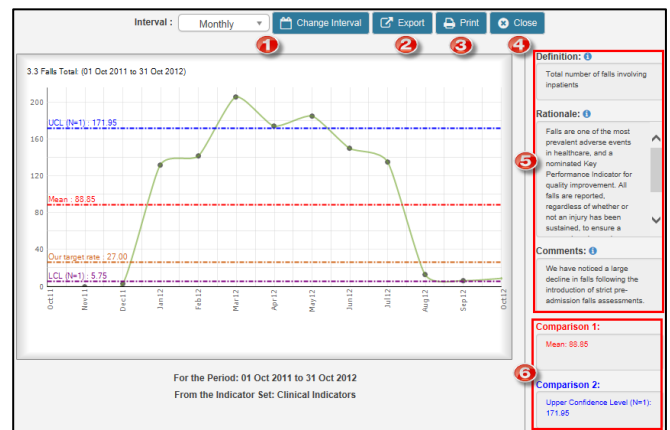 Interval : Monthly Change Interval Export Print Close
1 2 3 4
3.3 Falls Total: (01 Oct 2011 to 31 Oct 2012)
200
UCL (N=1) : 171.95
160
120
Mean : 88.85
80
40
Our target rate : 27.00
LCL (N=1) : 5.75
0
Oct11 Nov11 Dec11 Jan12 Feb12 Mar12 Apr12 May12 Jun12 Jul12 Aug12 Sep12 Oct12
For the Period: 01 Oct 2011 to 31 Oct 2012
From the Indicator Set: Clinical Indicators
Definition:
Total number of falls involving
inpatients
Rationale:
Falls are one of the most
prevalent adverse events
in healthcare, and a
nominated Key
Performance Indicator for
quality improvement. All
falls are reported,
regardless of whether or
not an injury has been
sustained, to ensure a
5
Comments:
We have noticed a large
decline in falls following the
introduction of strict pre-
admission falls assessments.
Comparison 1:
Mean: 88.85
6
Comparison 2:
Upper Confidence Level (N=1):
171.95